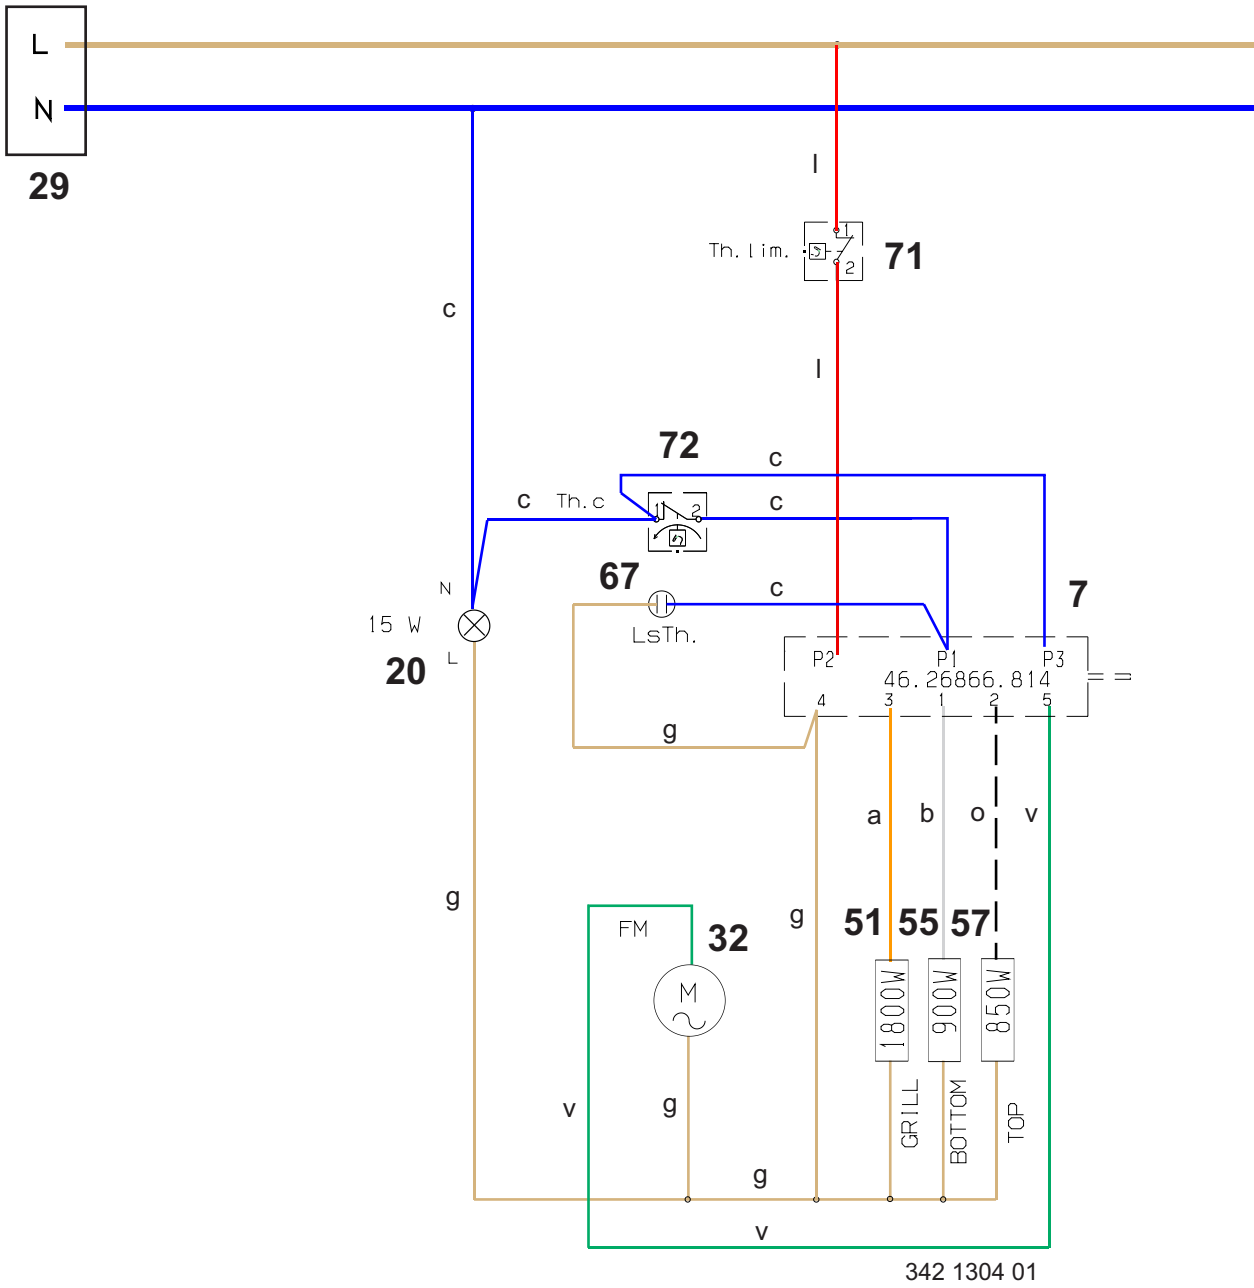 L
N
29
l
1
Th. lim.
71
2
c
l
72
c
c
Th. c
1
2
c
67
c
7
N
15 W
LsTh.
L
20
P2
P1
P3
46. 26866. 814
4
3
1
2
5
g
a
b
o
v
g
FM
32
g
51
55
57
M
1800W
900W
850W
v
g
GRILL
BOTTOM
TOP
g
v
342 1304 01